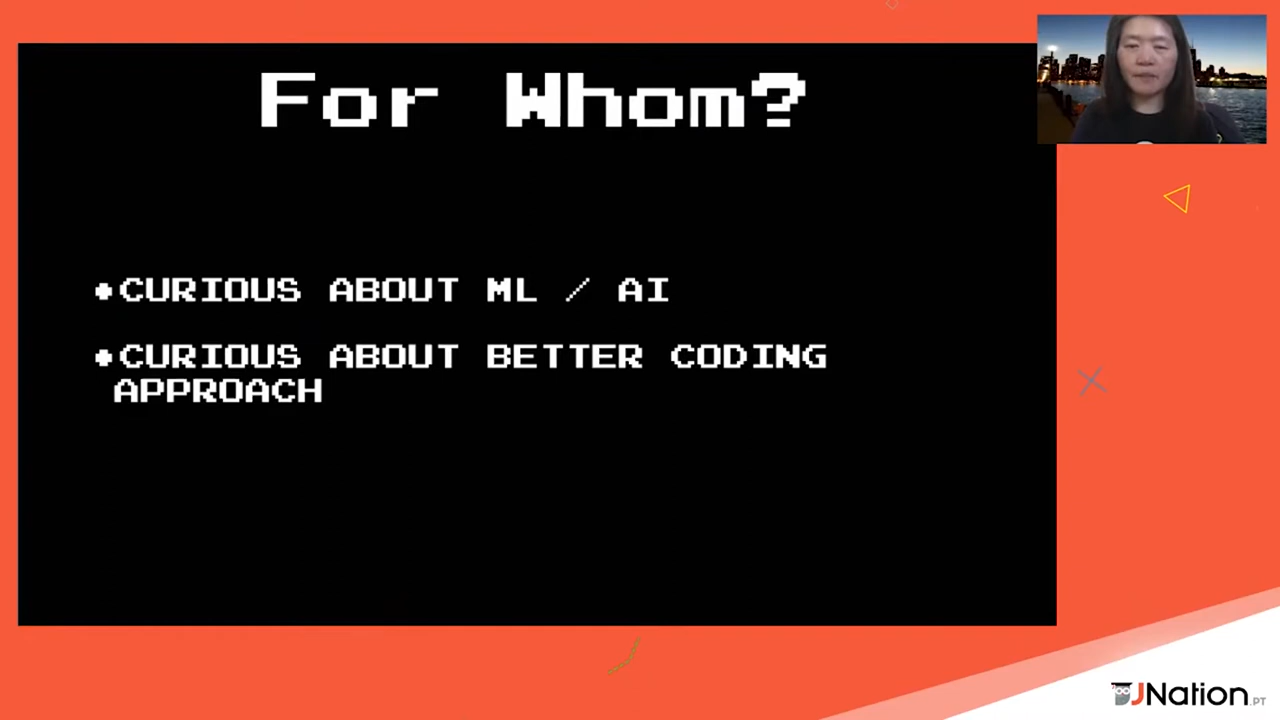 For Whom?
•CURIOUS ABOUT ML / AI
•CURIOUS ABOUT BETTER CODING
APPROACH
JNation.PT